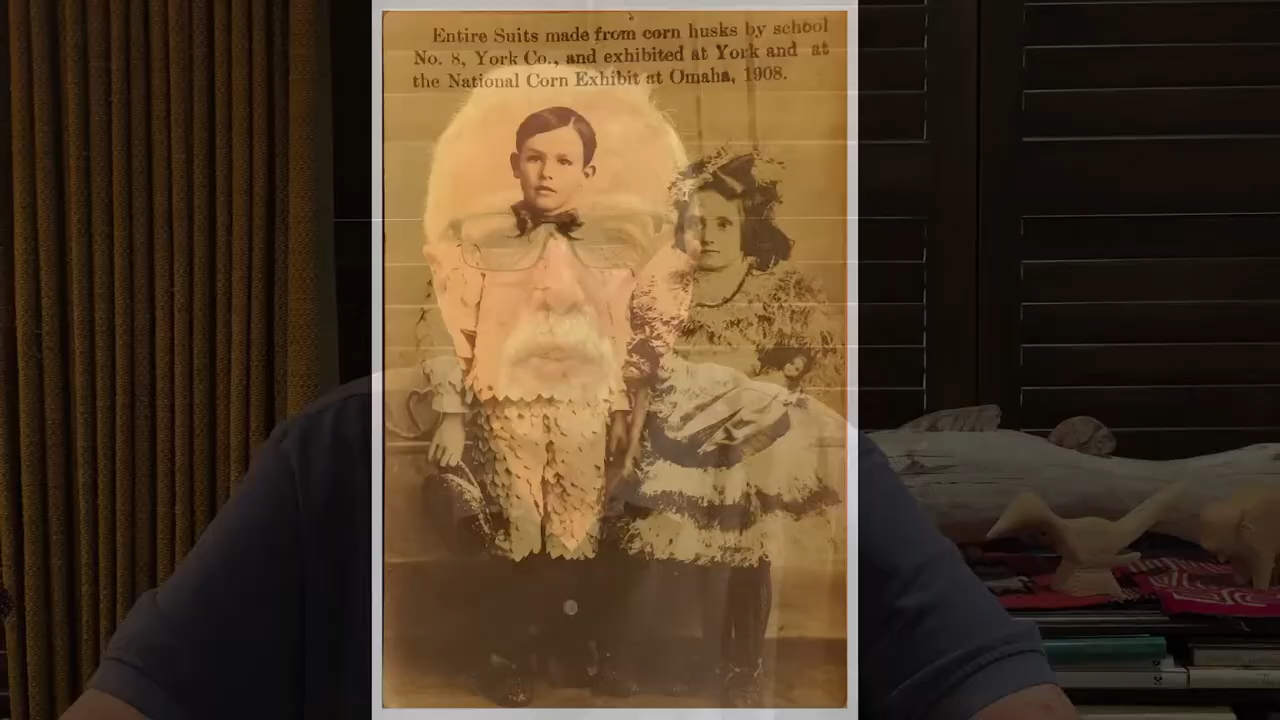 Entire Suits made from corn husks by school
No. 8, York Co., and exhibited at York and at
the National Corn Exhibit at Omaha, 1908.